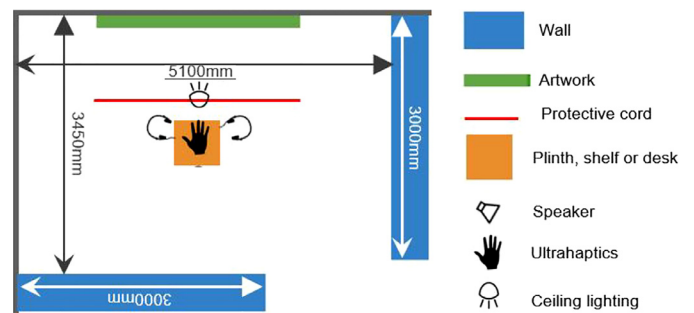 5100mm
3450mm
3000mm
3000mm
Wall
Artwork
Protective cord
Plinth, shelf or desk
Speaker
Ultrahaptics
Ceiling lighting